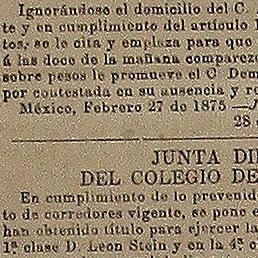 Ignorándose el domicilio del C.
te y en cumplimiento del artículo
tos, se le cita y emplaza para que
á las doce de la mañana comparezc
sobre pesos le promueve el C. Dem
por contestada en su ausencia y r
México, Febrero 27 de 1875—
28
JUNTA DI
DEL COLEGIO DE
En cumplimiento de lo prevenid
to de corredores vigente, se pone e
han obtenido título para ejercer la
1ª clase D. Leon Stein y en la 4ª c